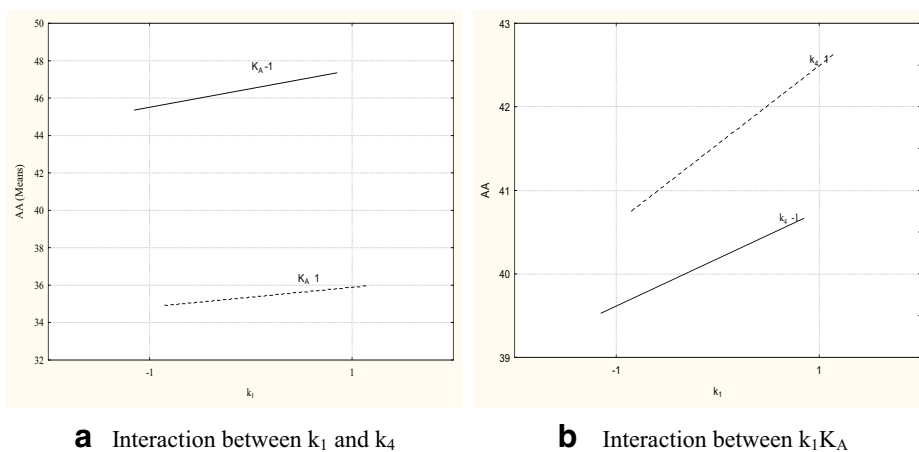 50
48
46
44
42
40
38
36
34
32
AA (Means)
K_A -1
K_A 1
-1 1
k₁
43
42
41
40
39
AA
k₄ 1
k₄ -1
-1 1
k₁
a Interaction between k₁ and k₄
b Interaction between k₁K_A